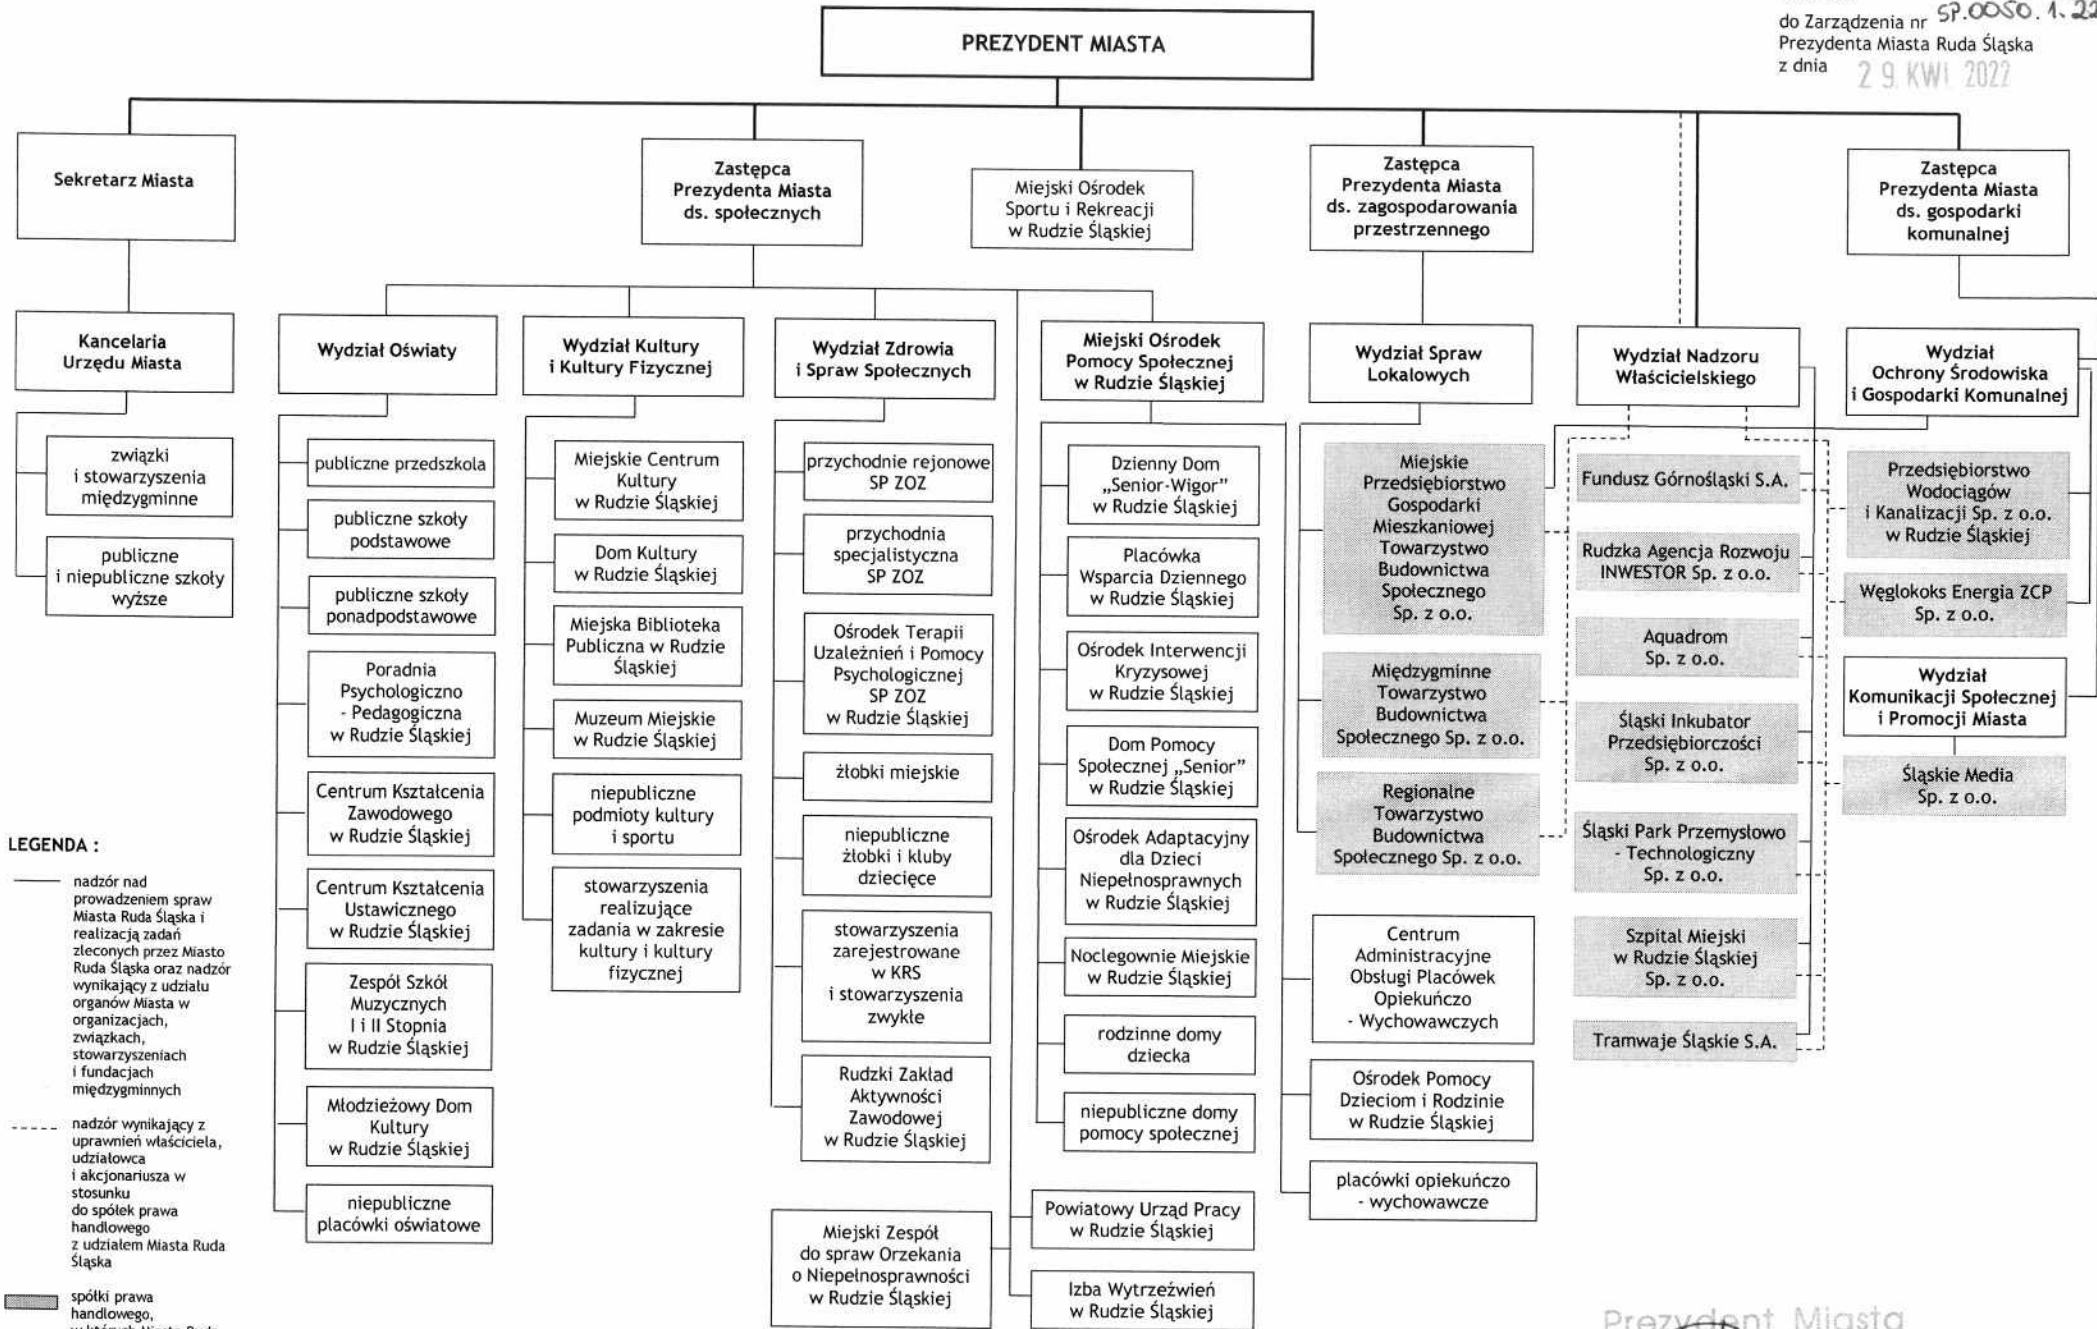 do Zarządzenia nr SP.0050.1.22
Prezydenta Miasta Ruda Śląska
z dnia 29. KWI 2022
PREZYDENT MIASTA
Sekretarz Miasta
Zastępca
Prezydenta Miasta
ds. społecznych
Miejski Ośrodek
Sportu i Rekreacji
w Rudzie Śląskiej
Zastępca
Prezydenta Miasta
ds. zagospodarowania
przestrzennego
Zastępca
Prezydenta Miasta
ds. gospodarki
komunalnej
Kancelaria
Urzędu Miasta
Wydział Oświaty
Wydział Kultury
i Kultury Fizycznej
Wydział Zdrowia
i Spraw Społecznych
Miejski Ośrodek
Pomocy Społecznej
w Rudzie Śląskiej
Wydział Spraw
Lokalowych
Wydział Nadzoru
Właścicielskiego
Wydział
Ochrony Środowiska
i Gospodarki Komunalnej
związki
i stowarzyszenia
międzygminne
publiczne
i niepubliczne szkoły
wyższe
publiczne przedszkola
publiczne szkoły
podstawowe
publiczne szkoły
ponadpodstawowe
Poradnia
Psychologiczno
- Pedagogiczna
w Rudzie Śląskiej
Centrum Kształcenia
Zawodowego
w Rudzie Śląskiej
Centrum Kształcenia
Ustawicznego
w Rudzie Śląskiej
Zespół Szkół
Muzycznych
I i II Stopnia
w Rudzie Śląskiej
Młodzieżowy Dom
Kultury
w Rudzie Śląskiej
niepubliczne
placówki oświatowe
Miejskie Centrum
Kultury
w Rudzie Śląskiej
Dom Kultury
w Rudzie Śląskiej
Miejska Biblioteka
Publiczna w Rudzie
Śląskiej
Muzeum Miejskie
w Rudzie Śląskiej
niepubliczne
podmioty kultury
i sportu
stowarzyszenia
realizujące
zadania w zakresie
kultury i kultury
fizycznej
przychodnie rejonowe
SP ZOZ
przychodnia
specjalistyczna
SP ZOZ
Ośrodek Terapii
Uzależnień i Pomocy
Psychologicznej
SP ZOZ
w Rudzie Śląskiej
żłobki miejskie
niepubliczne
żłobki i kluby
dziecięce
stowarzyszenia
zarejestrowane
w KRS
i stowarzyszenia
zwykłe
Rudzki Zakład
Aktywności
Zawodowej
w Rudzie Śląskiej
Miejski Zespół
do spraw Orzekania
o Niepełnosprawności
w Rudzie Śląskiej
Dzienny Dom
„Senior-Wigor”
w Rudzie Śląskiej
Placówka
Wsparcia Dziennego
w Rudzie Śląskiej
Ośrodek Interwencji
Kryzysowej
w Rudzie Śląskiej
Dom Pomocy
Społecznej „Senior”
w Rudzie Śląskiej
Ośrodek Adaptacyjny
dla Dzieci
Niepełnosprawnych
w Rudzie Śląskiej
Noclegownie Miejskie
w Rudzie Śląskiej
rodzinne domy
dziecka
niepubliczne domy
pomocy społecznej
Powiatowy Urząd Pracy
w Rudzie Śląskiej
Izba Wytrzeźwień
w Rudzie Śląskiej
Miejskie
Przedsiębiorstwo
Gospodarki
Mieszkaniowej
Towarzystwo
Budownictwa
Społecznego
Sp. z o.o.
Międzygminne
Towarzystwo
Budownictwa
Społecznego Sp. z o.o.
Regionalne
Towarzystwo
Budownictwa
Społecznego Sp. z o.o.
Centrum
Administracyjne
Obsługi Placówek
Opiekuńczo
- Wychowawczych
Ośrodek Pomocy
Dzieciom i Rodzinie
w Rudzie Śląskiej
placówki opiekuńczo
- wychowawcze
Fundusz Górnośląski S.A.
Rudzka Agencja Rozwoju
INWESTOR Sp. z o.o.
Aquadrom
Sp. z o.o.
Śląski Inkubator
Przedsiębiorczości
Sp. z o.o.
Śląski Park Przemysłowo
- Technologiczny
Sp. z o.o.
Szpital Miejski
w Rudzie Śląskiej
Sp. z o.o.
Tramwaje Śląskie S.A.
Przedsiębiorstwo
Wodociągów
i Kanalizacji Sp. z o.o.
w Rudzie Śląskiej
Węglokoks Energia ZCP
Sp. z o.o.
Wydział
Komunikacji Społecznej
i Promocji Miasta
Śląskie Media
Sp. z o.o.
LEGENDA :
nadzór nad
prowadzeniem spraw
Miasta Ruda Śląska i
realizacją zadań
zleconych przez Miasto
Ruda Śląska oraz nadzór
wynikający z udziału
organów Miasta w
organizacjach,
związkach,
stowarzyszeniach
i fundacjach
międzygminnych
nadzór wynikający z
uprawnień właściciela,
udziałowca
i akcjonariusza w
stosunku
do spółek prawa
handlowego
z udziałem Miasta Ruda
Śląska
spółki prawa
handlowego,
w których Miasto Ruda
Prezydent Miasta